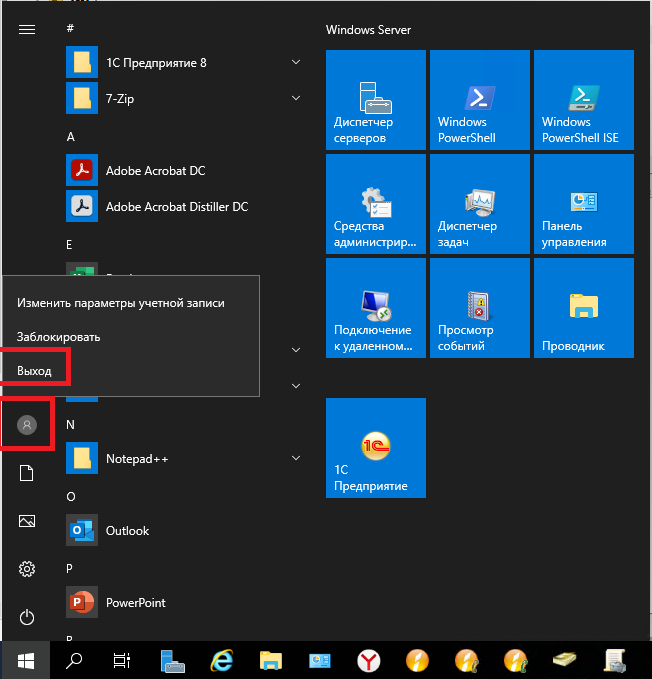 #
1С Предприятие 8
7-Zip
A
Adobe Acrobat DC
Adobe Acrobat Distiller DC
E
Изменить параметры учетной записи
Заблокировать
Выход
N
Notepad++
O
Outlook
P
PowerPoint
Windows Server
Диспетчер
серверов
Windows
PowerShell
Windows
PowerShell ISE
Средства
администрир...
Диспетчер
задач
Панель
управления
Подключение
к удаленном...
Просмотр
событий
Проводник
1С
Предприятие